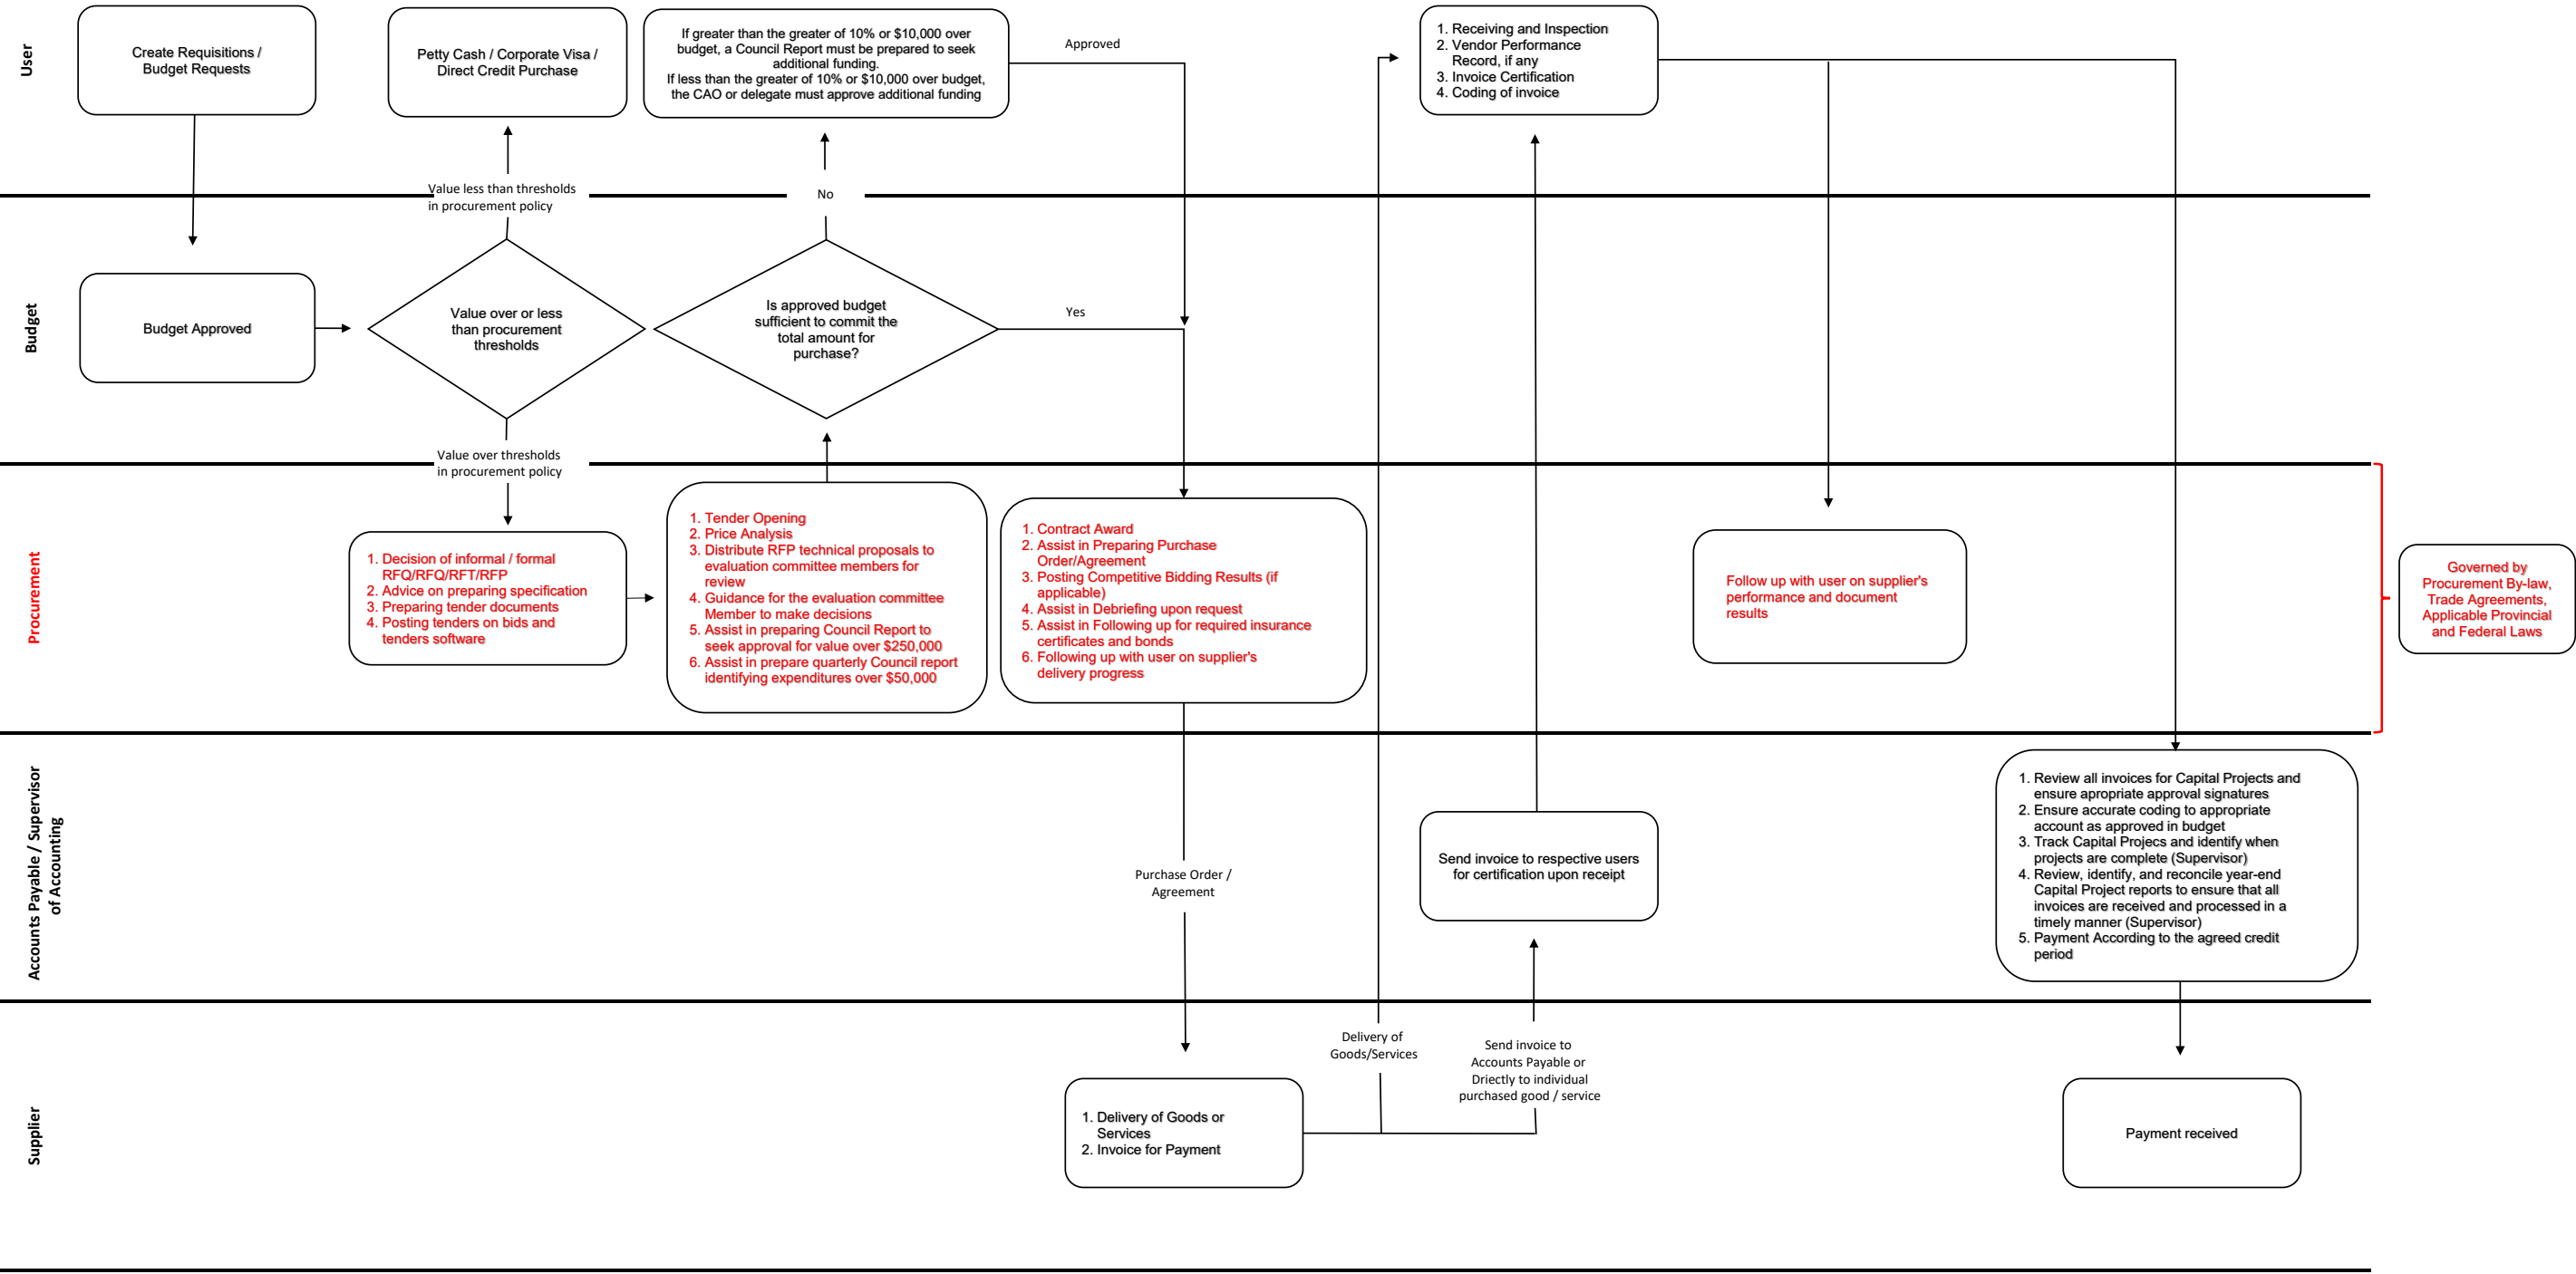 User
Create Requisitions /
Budget Requests
Petty Cash / Corporate Visa /
Direct Credit Purchase
If greater than the greater of 10% or $10,000 over
budget, a Council Report must be prepared to seek
additional funding.
If less than the greater of 10% or $10,000 over budget,
the CAO or delegate must approve additional funding
Approved
1. Receiving and Inspection
2. Vendor Performance
Record, if any
3. Invoice Certification
4. Coding of invoice
Value less than thresholds
in procurement policy
No
Budget
Budget Approved
Value over or less
than procurement
thresholds
Is approved budget
sufficient to commit the
total amount for
purchase?
Yes
Value over thresholds
in procurement policy
Procurement
1. Decision of informal / formal
RFQ/RFQ/RFT/RFP
2. Advice on preparing specification
3. Preparing tender documents
4. Posting tenders on bids and
tenders software
1. Tender Opening
2. Price Analysis
3. Distribute RFP technical proposals to
evaluation committee members for
review
4. Guidance for the evaluation committee
Member to make decisions
5. Assist in preparing Council Report to
seek approval for value over $250,000
6. Assist in prepare quarterly Council report
identifying expenditures over $50,000
1. Contract Award
2. Assist in Preparing Purchase
Order/Agreement
3. Posting Competitive Bidding Results (if
applicable)
4. Assist in Debriefing upon request
5. Assist in Following up for required insurance
certificates and bonds
6. Following up with user on supplier's
delivery progress
Follow up with user on supplier's
performance and document
results
Governed by
Procurement By-law,
Trade Agreements,
Applicable Provincial
and Federal Laws
Accounts Payable / Supervisor
of Accounting
Purchase Order /
Agreement
Send invoice to respective users
for certification upon receipt
1. Review all invoices for Capital Projects and
ensure apropriate approval signatures
2. Ensure accurate coding to appropriate
account as approved in budget
3. Track Capital Projecs and identify when
projects are complete (Supervisor)
4. Review, identify, and reconcile year-end
Capital Project reports to ensure that all
invoices are received and processed in a
timely manner (Supervisor)
5. Payment According to the agreed credit
period
Supplier
1. Delivery of Goods or
Services
2. Invoice for Payment
Delivery of
Goods/Services
Send invoice to
Accounts Payable or
Driectly to individual
purchased good / service
Payment received